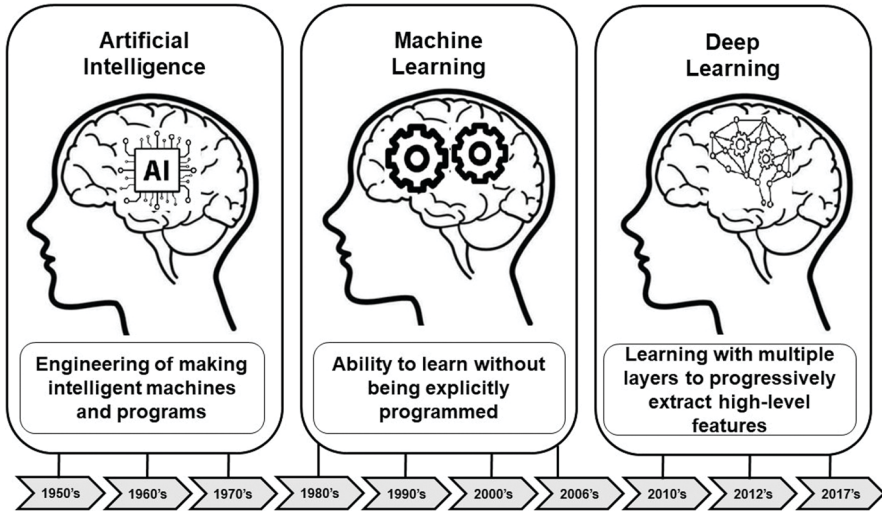 Artificial
Intelligence
AI
Engineering of making
intelligent machines
and programs
Machine
Learning
Ability to learn without
being explicitly
programmed
Deep
Learning
Learning with multiple
layers to progressively
extract high-level
features
1950's
1960's
1970's
1980's
1990's
2000's
2006's
2010's
2012's
2017's